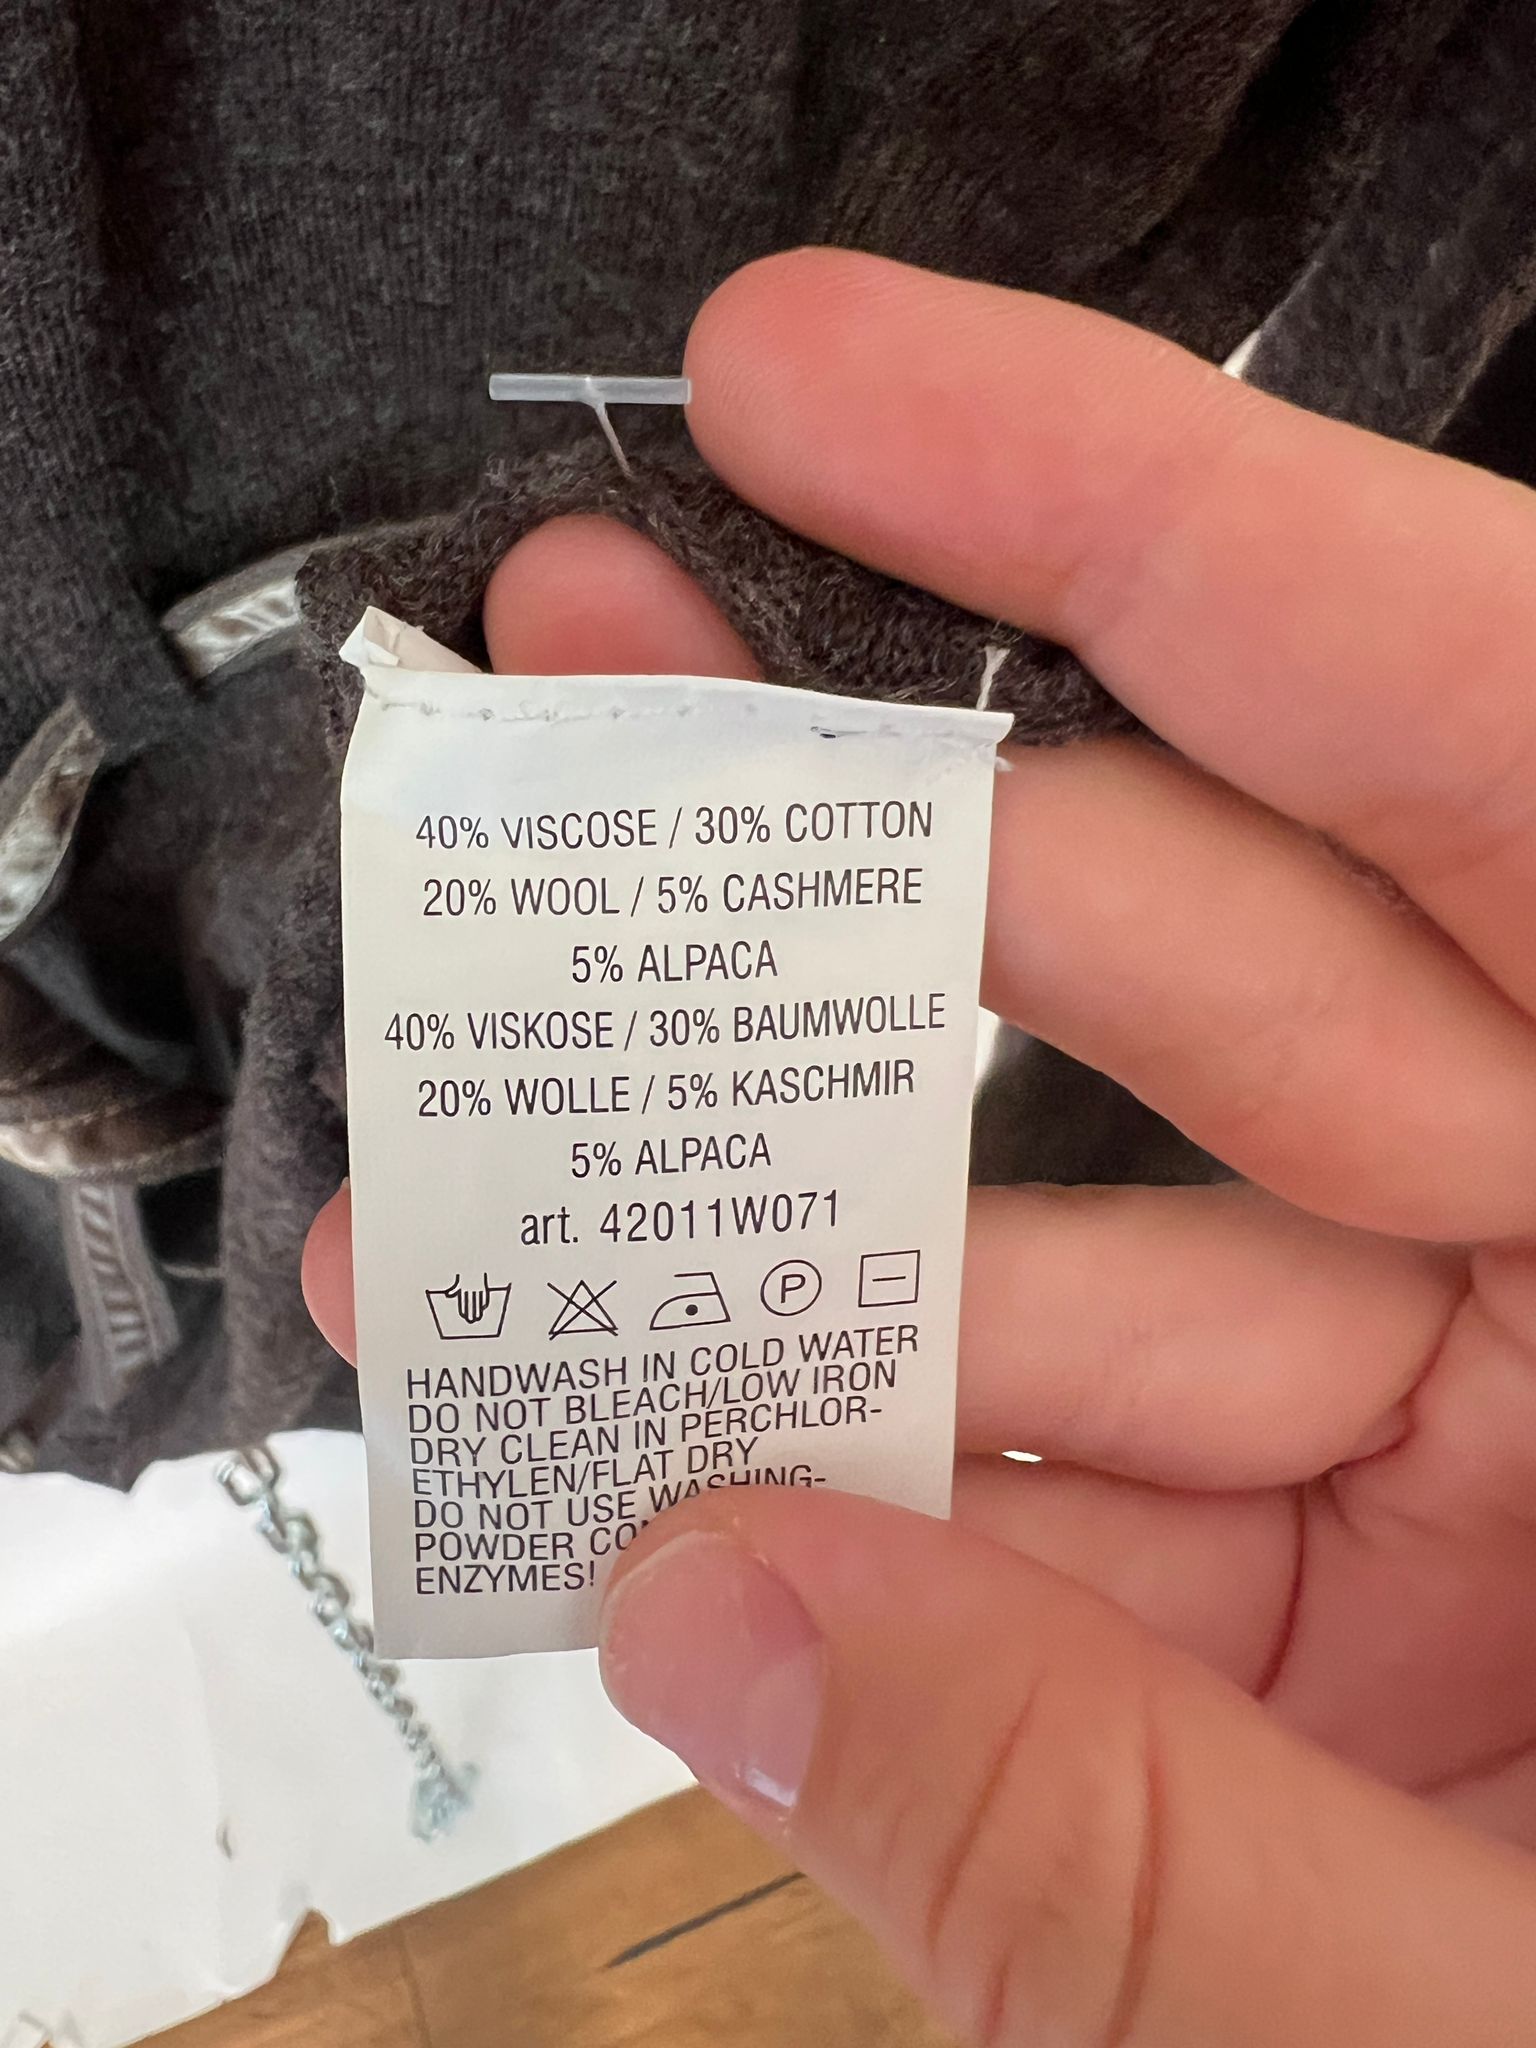 40% VISCOSE / 30% COTTON
20% WOOL / 5% CASHMERE
5% ALPACA
40% VISKOSE / 30% BAUMWOLLE
20% WOLLE / 5% KASCHMIR
5% ALPACA
art. 42011W071
P
HANDWASH IN COLD WATER
DO NOT BLEACH/LOW IRON
DRY CLEAN IN PERCHLOR-
ETHYLEN/FLAT DRY
DO NOT USE WASHING-
POWDER
ENZYMES!